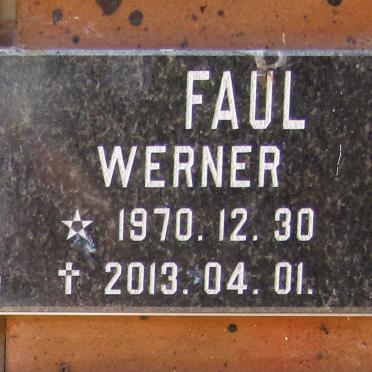 FAUL
WERNER
1970. 12. 30
2013. 04. 01.